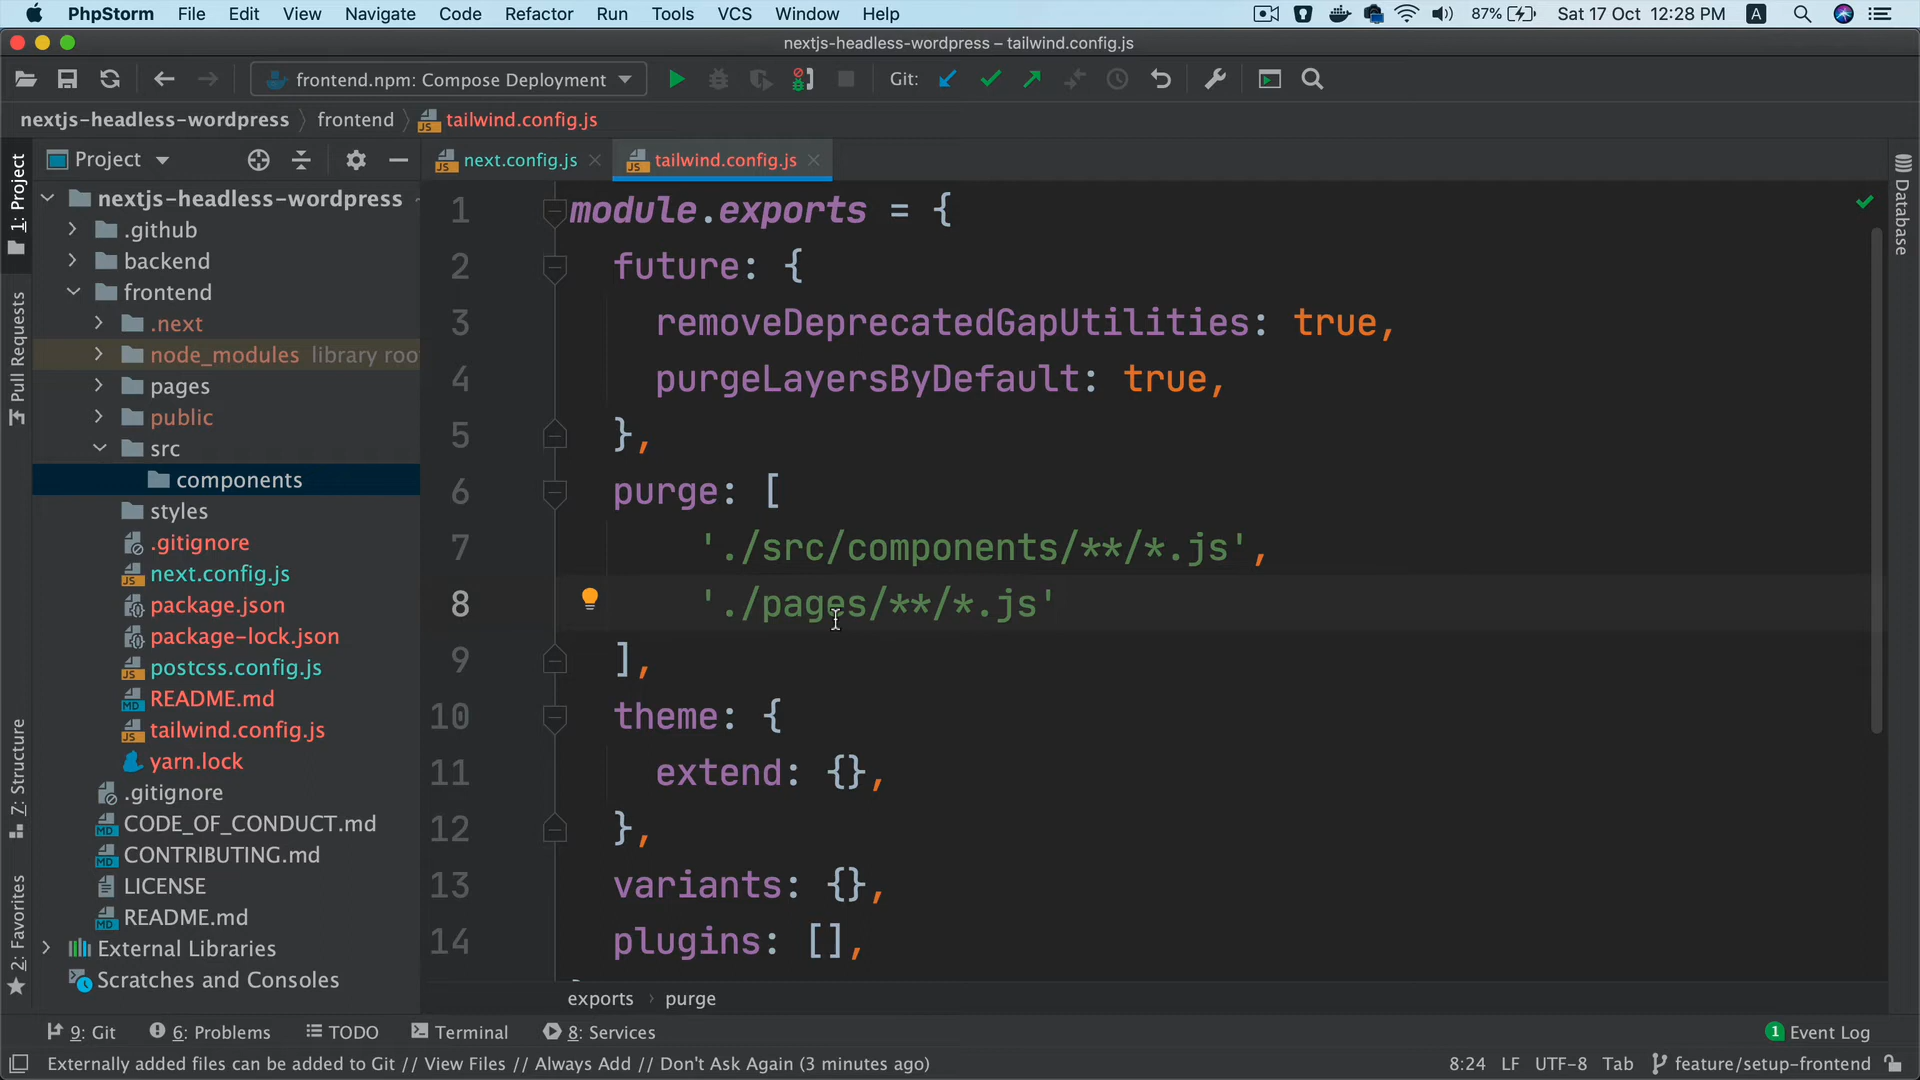 PhpStorm File Edit View Navigate Code Refactor Run Tools VCS Window Help 87% Sat 17 Oct 12:28 PM A
nextjs-headless-wordpress – tailwind.config.js
frontend.npm: Compose Deployment Git:
nextjs-headless-wordpress frontend tailwind.config.js
Project next.config.js tailwind.config.js
1: Project
Pull Requests
7: Structure
2: Favorites
Database
nextjs-headless-wordpress
.github
backend
frontend
.next
node_modules library roo
pages
public
src
components
styles
.gitignore
next.config.js
package.json
package-lock.json
postcss.config.js
README.md
tailwind.config.js
yarn.lock
.gitignore
CODE_OF_CONDUCT.md
CONTRIBUTING.md
LICENSE
README.md
External Libraries
Scratches and Consoles
1 module.exports = {
2 future: {
3 removeDeprecatedGapUtilities: true,
4 purgeLayersByDefault: true,
5 },
6 purge: [
7 './src/components/**/*.js',
8 './pages/**/*.js'
9 ],
10 theme: {
11 extend: {},
12 },
13 variants: {},
14 plugins: [],
exports › purge
9: Git 6: Problems TODO Terminal 8: Services 1 Event Log
Externally added files can be added to Git // View Files // Always Add // Don't Ask Again (3 minutes ago) 8:24 LF UTF-8 Tab feature/setup-frontend